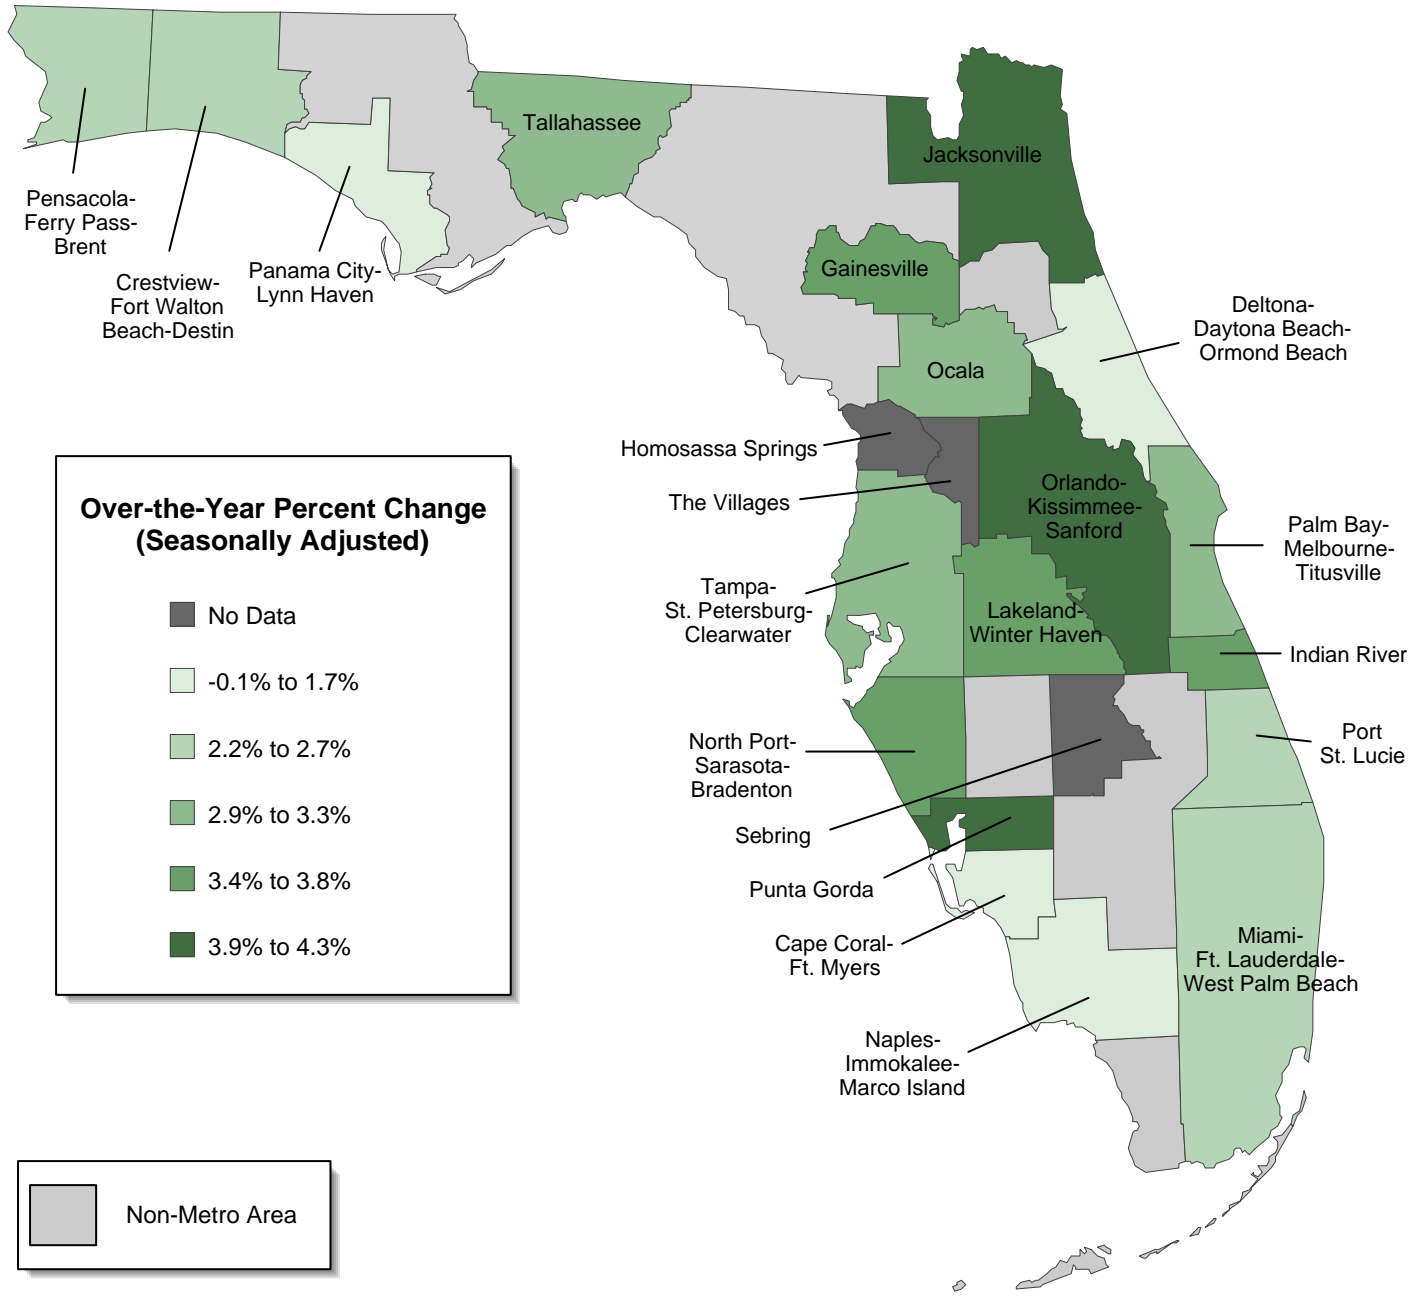 Tallahassee
Jacksonville
Pensacola-
Ferry Pass-
Brent
Crestview-
Fort Walton
Beach-Destin
Panama City-
Lynn Haven
Gainesville
Deltona-
Daytona Beach-
Ormond Beach
Ocala
Homosassa Springs
The Villages
Orlando-
Kissimmee-
Sanford
Palm Bay-
Melbourne-
Titusville
Tampa-
St. Petersburg-
Clearwater
Lakeland-
Winter Haven
Indian River
North Port-
Sarasota-
Bradenton
Port
St. Lucie
Sebring
Punta Gorda
Cape Coral-
Ft. Myers
Miami-
Ft. Lauderdale-
West Palm Beach
Naples-
Immokalee-
Marco Island
Over-the-Year Percent Change
(Seasonally Adjusted)
No Data
-0.1% to 1.7%
2.2% to 2.7%
2.9% to 3.3%
3.4% to 3.8%
3.9% to 4.3%
Non-Metro Area